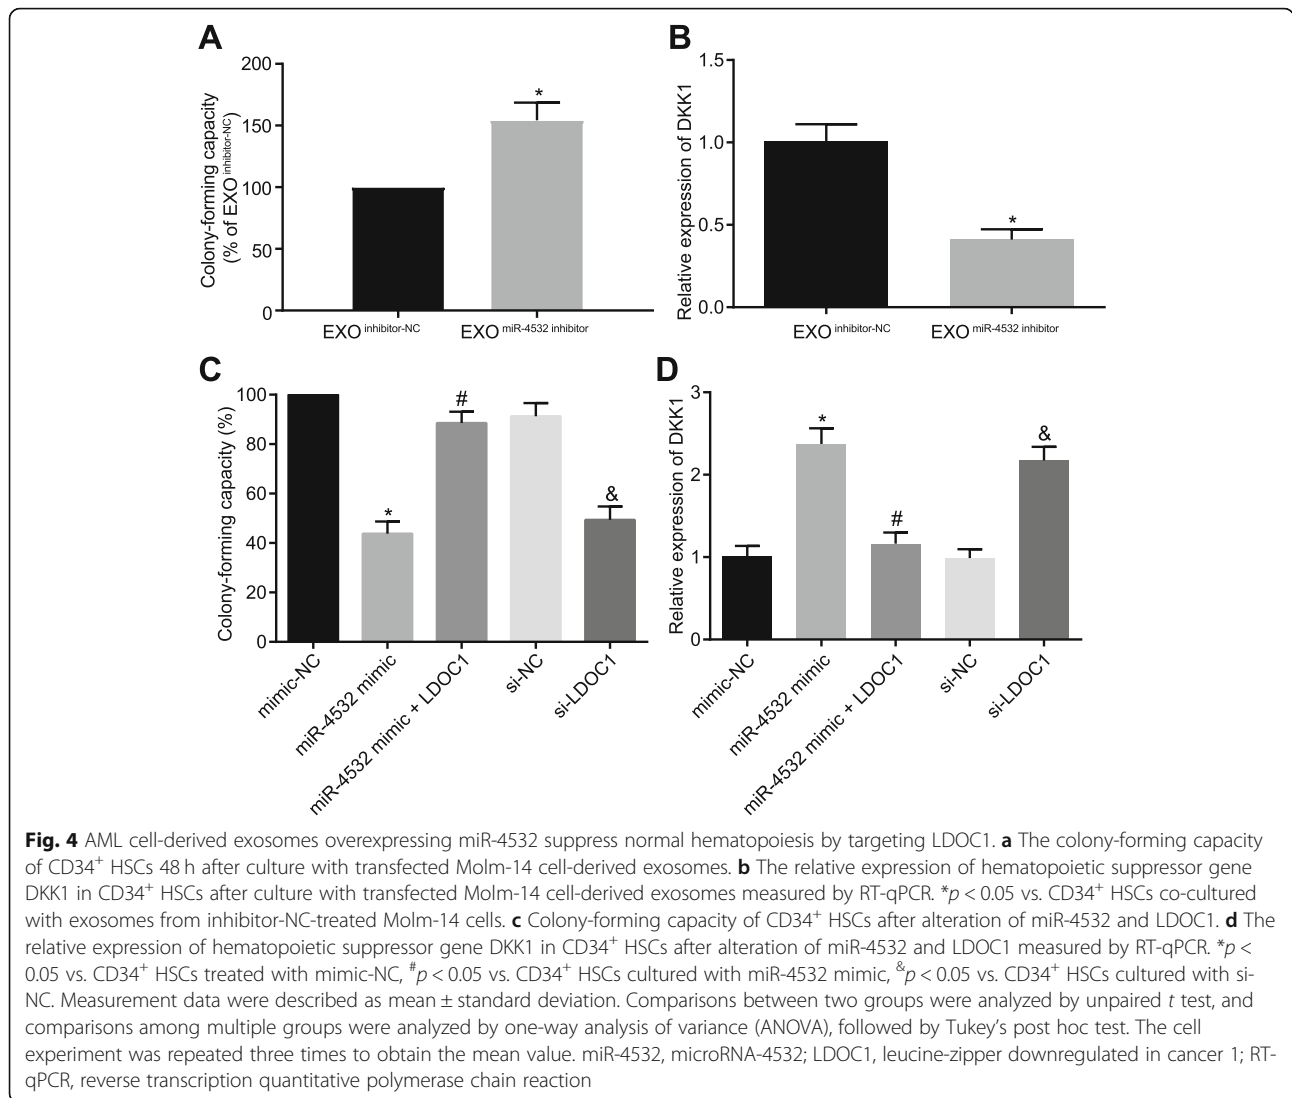 A
Colony-forming capacity
(% of EXO inhibitor-NC)
200
150
100
50
0
*
EXO inhibitor-NC
EXO miR-4532 inhibitor
B
Relative expression of DKK1
1.5
1.0
0.5
0.0
*
EXO inhibitor-NC
EXO miR-4532 inhibitor
C
Colony-forming capacity (%)
100
80
60
40
20
0
*
#
&
mimic-NC
miR-4532 mimic
miR-4532 mimic + LDOC1
si-NC
si-LDOC1
D
Relative expression of DKK1
3
2
1
0
*
#
&
mimic-NC
miR-4532 mimic
miR-4532 mimic + LDOC1
si-NC
si-LDOC1
Fig. 4 AML cell-derived exosomes overexpressing miR-4532 suppress normal hematopoiesis by targeting LDOC1. a The colony-forming capacity
of CD34⁺ HSCs 48 h after culture with transfected Molm-14 cell-derived exosomes. b The relative expression of hematopoietic suppressor gene
DKK1 in CD34⁺ HSCs after culture with transfected Molm-14 cell-derived exosomes measured by RT-qPCR. *p < 0.05 vs. CD34⁺ HSCs co-cultured
with exosomes from inhibitor-NC-treated Molm-14 cells. c Colony-forming capacity of CD34⁺ HSCs after alteration of miR-4532 and LDOC1. d The
relative expression of hematopoietic suppressor gene DKK1 in CD34⁺ HSCs after alteration of miR-4532 and LDOC1 measured by RT-qPCR. *p <
0.05 vs. CD34⁺ HSCs treated with mimic-NC, #p < 0.05 vs. CD34⁺ HSCs cultured with miR-4532 mimic, &p < 0.05 vs. CD34⁺ HSCs cultured with si-
NC. Measurement data were described as mean ± standard deviation. Comparisons between two groups were analyzed by unpaired t test, and
comparisons among multiple groups were analyzed by one-way analysis of variance (ANOVA), followed by Tukey's post hoc test. The cell
experiment was repeated three times to obtain the mean value. miR-4532, microRNA-4532; LDOC1, leucine-zipper downregulated in cancer 1; RT-
qPCR, reverse transcription quantitative polymerase chain reaction